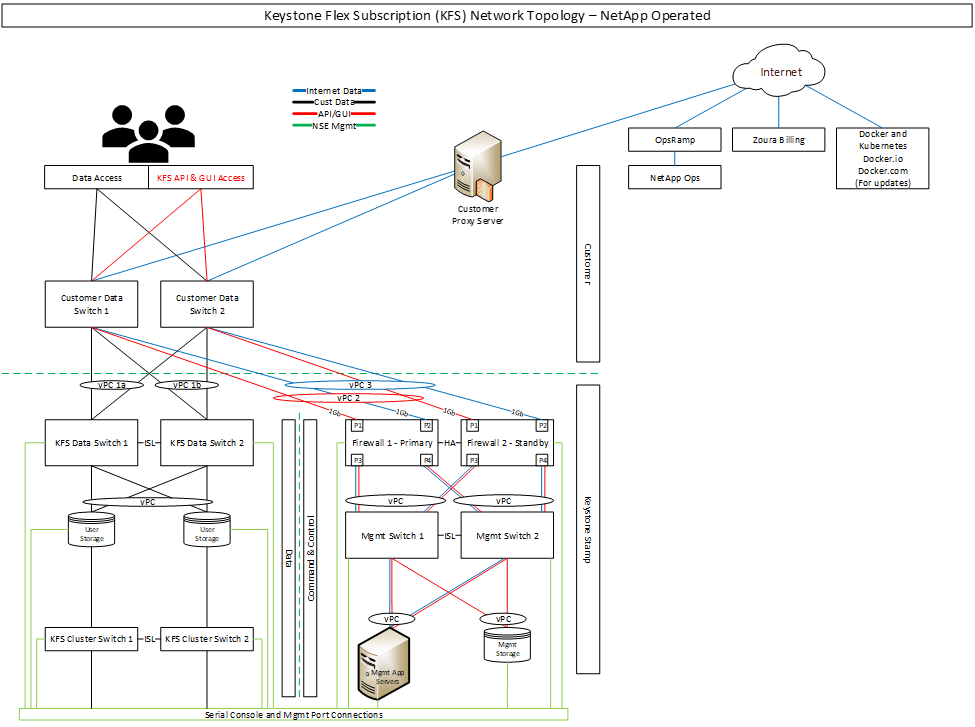 Keystone Flex Subscription (KFS) Network Topology – NetApp Operated
Internet
Internet Data
Cust Data
API/GUI
NSE Mgmt
OpsRamp
Zoura Billing
Docker and
Kubernetes
Docker.io
Docker.com
(For updates)
NetApp Ops
Data Access
KFS API & GUI Access
Customer
Proxy Server
Customer
Customer Data
Switch 1
Customer Data
Switch 2
vPC 1a
vPC 1b
vPC 3
vPC 2
1Gb
1Gb
1Gb
1Gb
P1
P2
P1
P2
KFS Data Switch 1
ISL
KFS Data Switch 2
Firewall 1 - Primary
HA
Firewall 2 - Standby
P3
P4
P3
P4
vPC
vPC
vPC
User
Storage
User
Storage
Mgmt Switch 1
ISL
Mgmt Switch 2
Data
Command & Control
Keystone Stamp
vPC
vPC
KFS Cluster Switch 1
ISL
KFS Cluster Switch 2
Mgmt
Storage
Mgmt App
Servers
Serial Console and Mgmt Port Connections